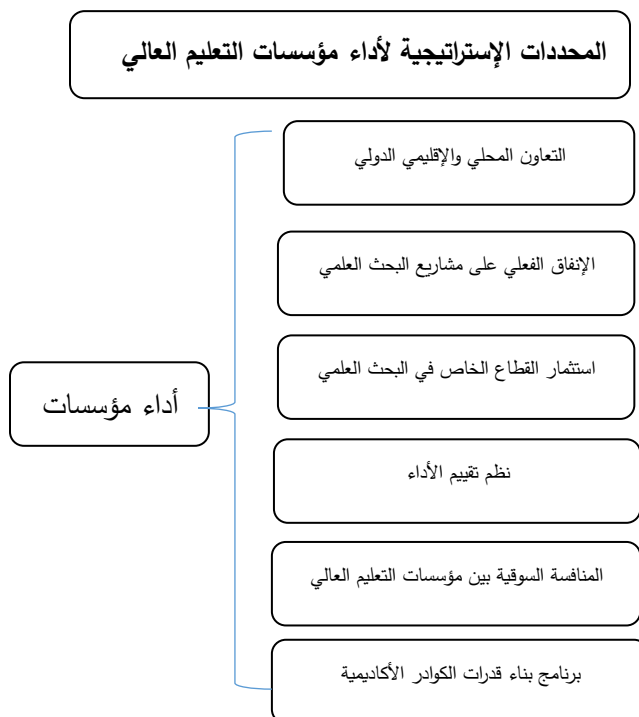 المحددات الإستراتيجية لأداء مؤسسات التعليم العالي
التعاون المحلي والإقليمي الدولي
الإنفاق الفعلي على مشاريع البحث العلمي
استثمار القطاع الخاص في البحث العلمي
أداء مؤسسات
نظم تقييم الأداء
المنافسة السوقية بين مؤسسات التعليم العالي
برنامج بناء قدرات الكوادر الأكاديمية